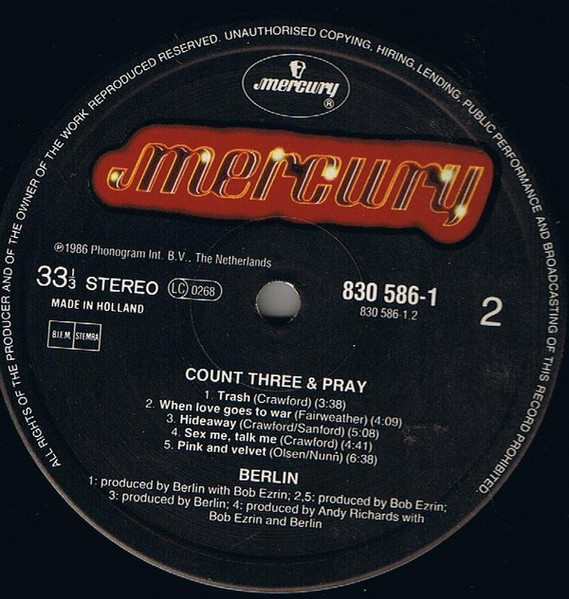 ALL RIGHTS OF THE PRODUCER AND OF THE OWNER OF THE WORK REPRODUCED RESERVED. UNAUTHORISED COPYING, HIRING, LENDING, PUBLIC PERFORMANCE AND BROADCASTING OF THIS RECORD PROHIBITED.
mercury
®
mercury
℗1986 Phonogram Int. B.V.. The Netherlands
33⅓ STEREO LC 0268
MADE IN HOLLAND
830 586-1
830 586-1.2
2
B.I.E.M. STEMRA
COUNT THREE & PRAY
1. Trash (Crawford) (3:38)
2. When love goes to war (Fairweather) (4:09)
3. Hideaway (Crawford/Sanford) (5:08)
4. Sex me, talk me (Crawford) (4:41)
5. Pink and velvet (Olsen/Nunn) (6:38)
BERLIN
1: produced by Berlin with Bob Ezrin; 2,5: produced by Bob Ezrin;
3: produced by Berlin; 4: produced by Andy Richards with
Bob Ezrin and Berlin